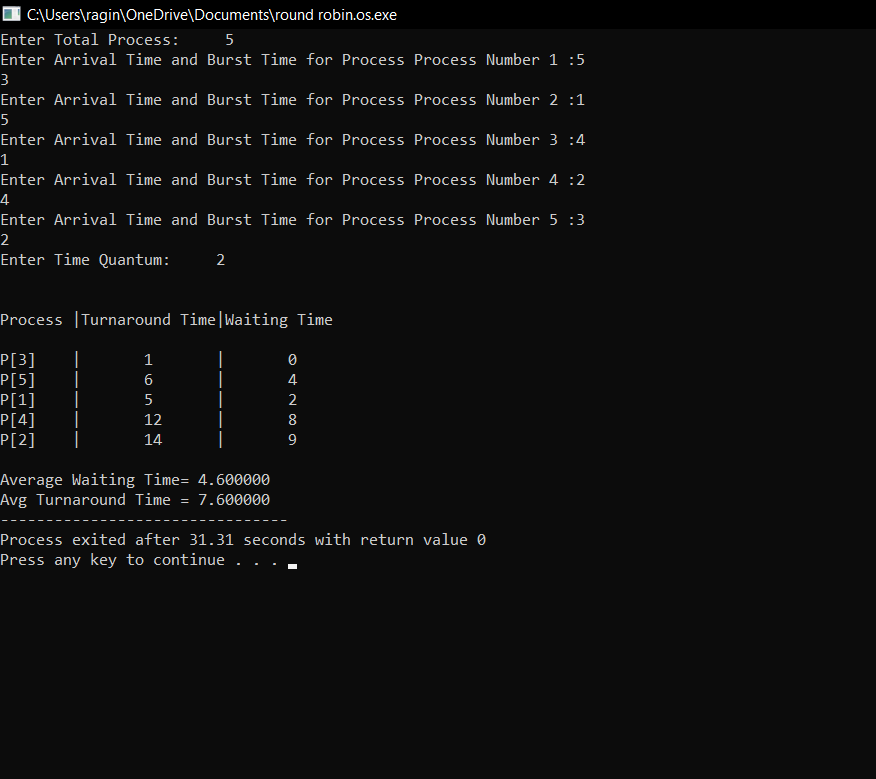 C:\Users\ragin\OneDrive\Documents\round robin.os.exe
Enter Total Process:     5
Enter Arrival Time and Burst Time for Process Process Number 1 :5
3
Enter Arrival Time and Burst Time for Process Process Number 2 :1
5
Enter Arrival Time and Burst Time for Process Process Number 3 :4
1
Enter Arrival Time and Burst Time for Process Process Number 4 :2
4
Enter Arrival Time and Burst Time for Process Process Number 5 :3
2
Enter Time Quantum:     2
Process |Turnaround Time|Waiting Time
P[3]    |       1       |       0
P[5]    |       6       |       4
P[1]    |       5       |       2
P[4]    |       12      |       8
P[2]    |       14      |       9
Average Waiting Time= 4.600000
Avg Turnaround Time = 7.600000
--------------------------------
Process exited after 31.31 seconds with return value 0
Press any key to continue . . .